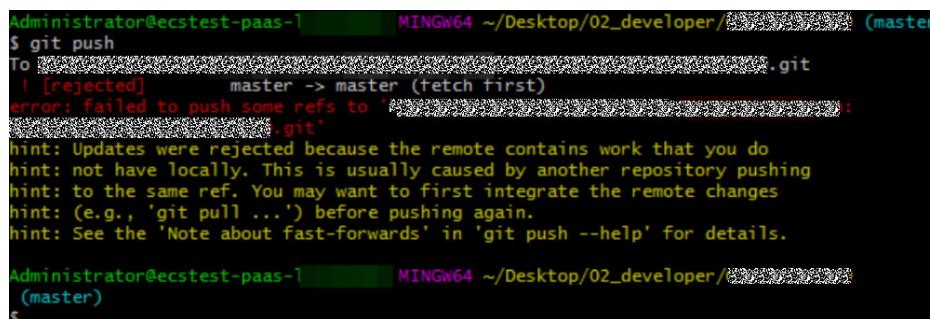 Administrator@ecstest-paas-l MINGW64 ~/Desktop/02_developer/ (master
$ git push
To .git
! [rejected] master -> master (fetch first)
error: failed to push some refs to ' :
.git'
hint: Updates were rejected because the remote contains work that you do
hint: not have locally. This is usually caused by another repository pushing
hint: to the same ref. You may want to first integrate the remote changes
hint: (e.g., 'git pull ...') before pushing again.
hint: See the 'Note about fast-forwards' in 'git push --help' for details.
Administrator@ecstest-paas-l MINGW64 ~/Desktop/02_developer/
(master)
$